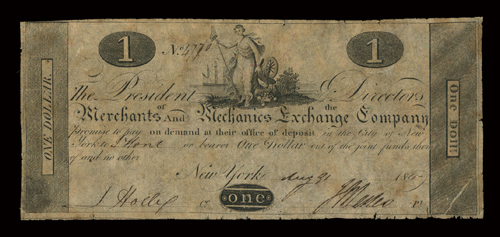 1 1
No.
ONE DOLLAR.
One Doll.
The President & Directors
of the
Merchants And Mechanics Exchange Company
promise to pay on demand at their office of deposit in the City of New
York to or bearer One Dollar out of the joint funds
and no other
New York Aug
one